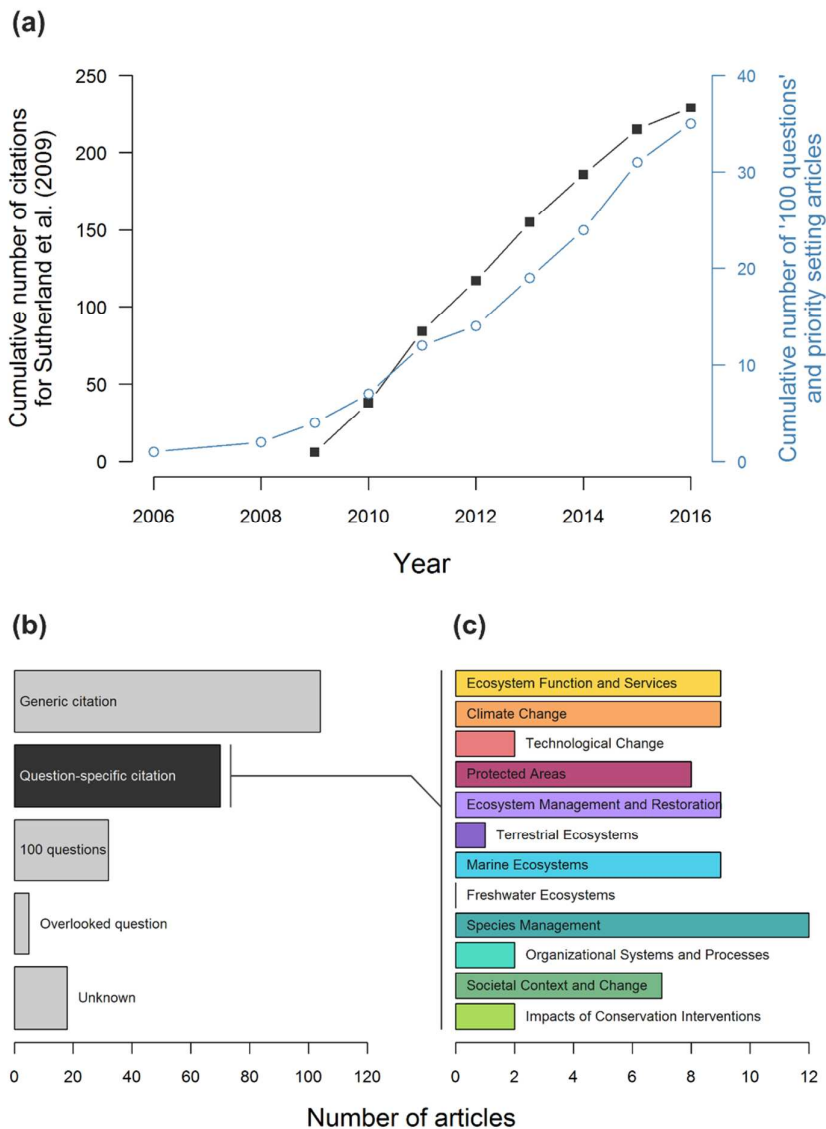 (a)
Cumulative number of citations
for Sutherland et al. (2009)
250
200
150
100
50
0
40
30
20
10
0
Cumulative number of '100 questions'
and priority setting articles
2006 2008 2010 2012 2014 2016
Year
(b)
Generic citation
Question-specific citation
100 questions
Overlooked question
Unknown
0 20 40 60 80 100 120
(c)
Ecosystem Function and Services
Climate Change
Technological Change
Protected Areas
Ecosystem Management and Restoration
Terrestrial Ecosystems
Marine Ecosystems
Freshwater Ecosystems
Species Management
Organizational Systems and Processes
Societal Context and Change
Impacts of Conservation Interventions
0 2 4 6 8 10 12
Number of articles